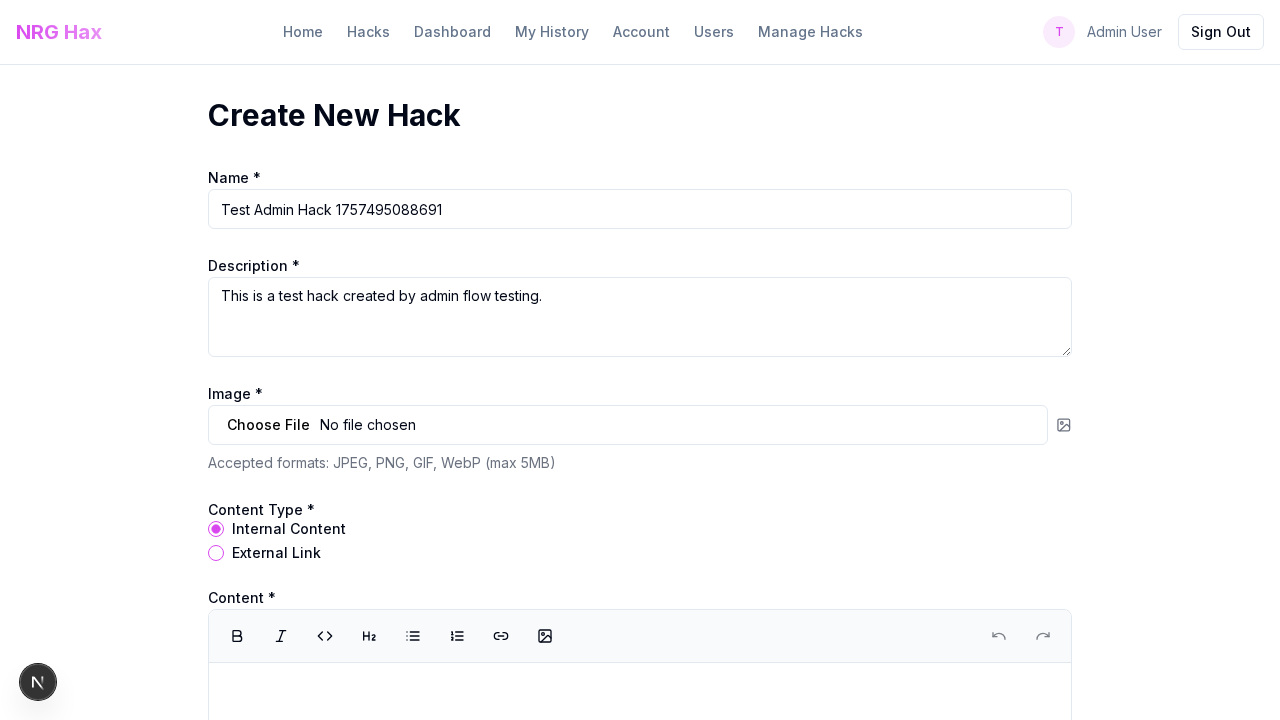 NRG Hax
Home Hacks Dashboard My History Account Users Manage Hacks
T Admin User Sign Out
Create New Hack
Name *
Test Admin Hack 1757495088691
Description *
This is a test hack created by admin flow testing.
Image *
Choose File No file chosen
Accepted formats: JPEG, PNG, GIF, WebP (max 5MB)
Content Type *
Internal Content
External Link
Content *
H2
N